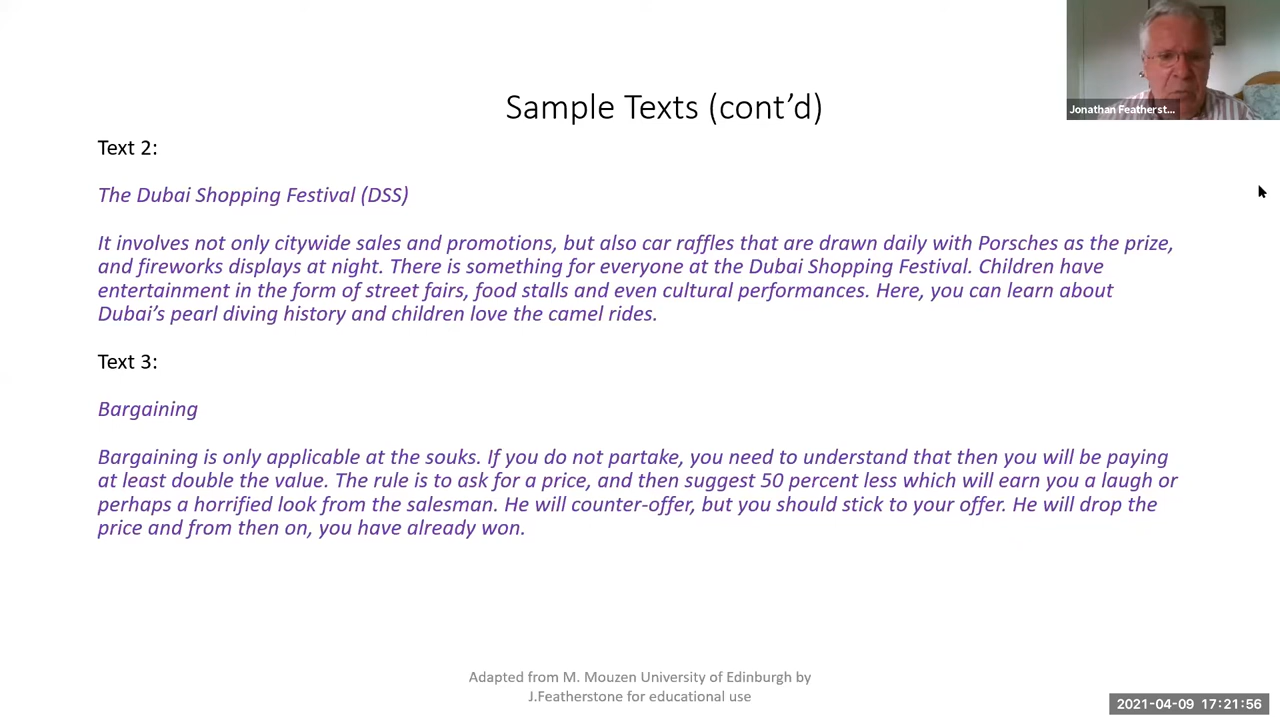 Jonathan Featherst...
Sample Texts (cont’d)
Text 2:
The Dubai Shopping Festival (DSS)
It involves not only citywide sales and promotions, but also car raffles that are drawn daily with Porsches as the prize,
and fireworks displays at night. There is something for everyone at the Dubai Shopping Festival. Children have
entertainment in the form of street fairs, food stalls and even cultural performances. Here, you can learn about
Dubai’s pearl diving history and children love the camel rides.
Text 3:
Bargaining
Bargaining is only applicable at the souks. If you do not partake, you need to understand that then you will be paying
at least double the value. The rule is to ask for a price, and then suggest 50 percent less which will earn you a laugh or
perhaps a horrified look from the salesman. He will counter-offer, but you should stick to your offer. He will drop the
price and from then on, you have already won.
Adapted from M. Mouzen University of Edinburgh by
J.Featherstone for educational use
2021-04-09 17:21:56